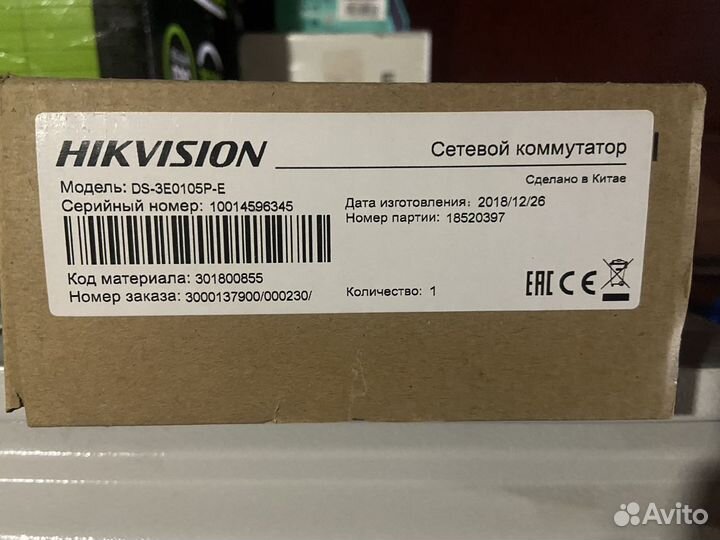 HIKVISION
Сетевой коммутатор
Сделано в Китае
Модель: DS-3E0105P-E
Серийный номер: 10014596345
Дата изготовления: 2018/12/26
Номер партии: 18520397
Код материала: 301800855
Номер заказа: 3000137900/000230/
Количество: 1
EAC CE
Avito